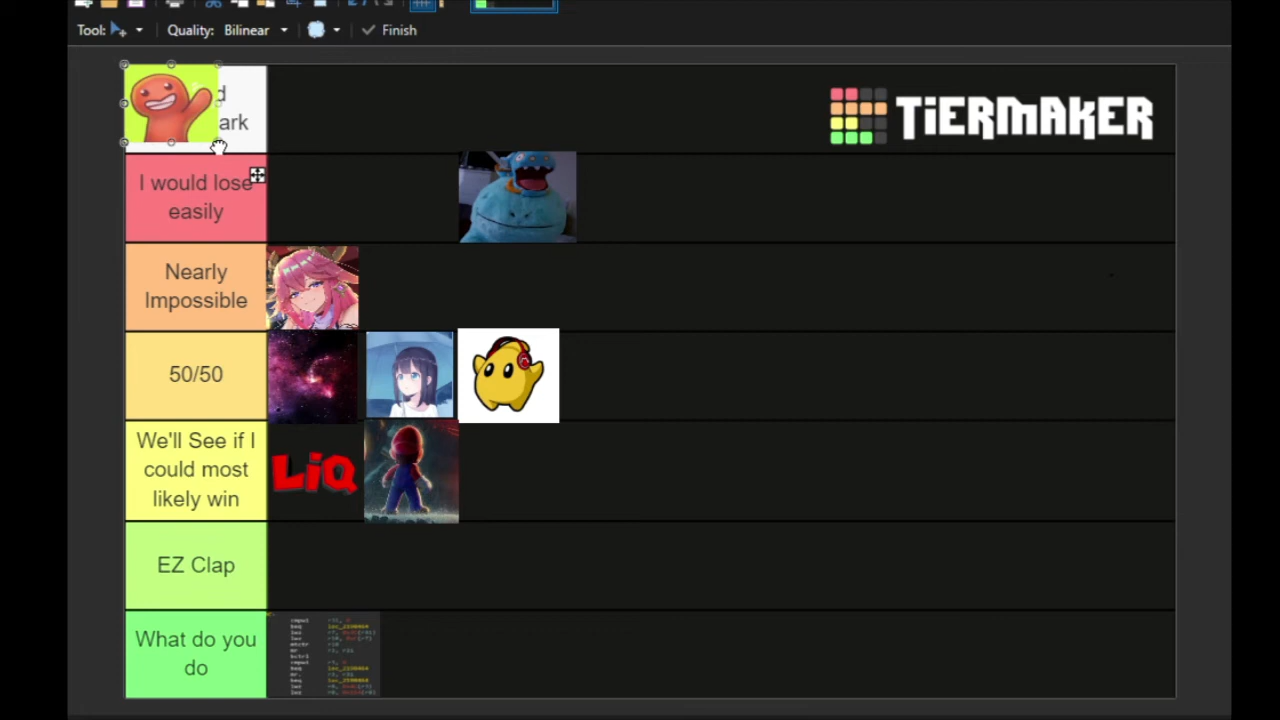 Tool:
Quality: Bilinear
Finish
d
ark
TiERMAKER
I would lose
easily
Nearly
Impossible
50/50
We'll See if I
could most
likely win
LiQ
EZ Clap
What do you
do